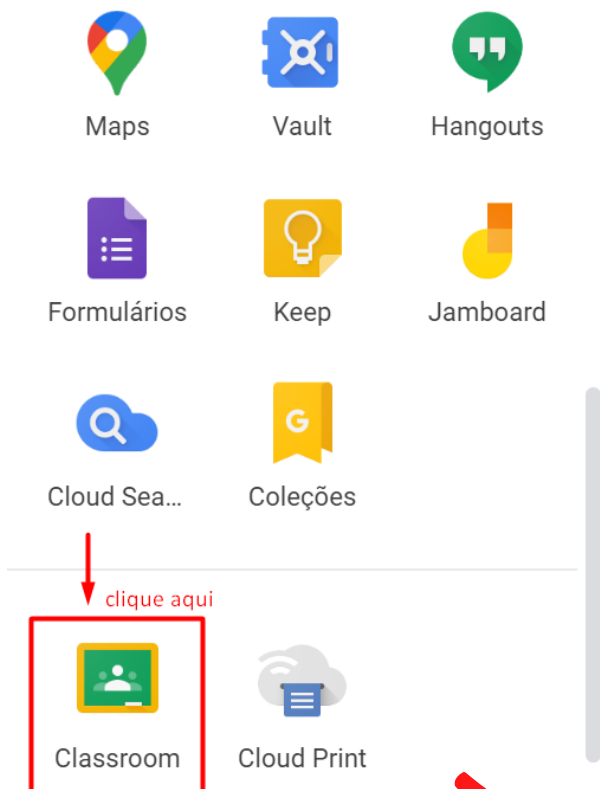 Maps Vault Hangouts
Formulários Keep Jamboard
G
Cloud Sea... Coleções
clique aqui
Classroom Cloud Print